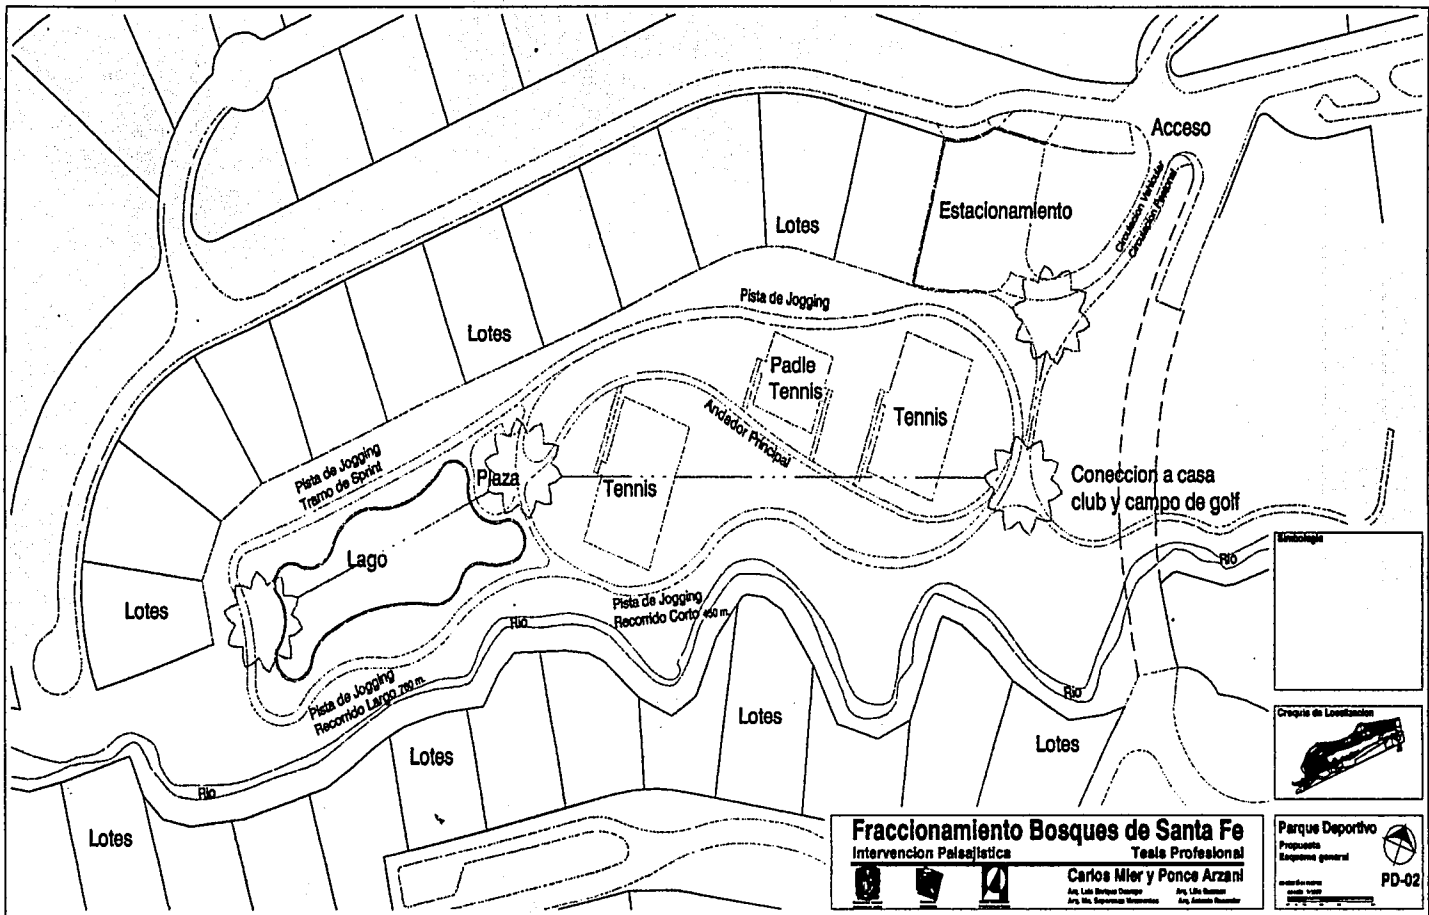 Acceso
Circulacion Vehicular
Circulacion Peatonal
Estacionamiento
Lotes
Pista de Jogging
Lotes
Padle
Tennis
Tennis
Andador Principal
Pista de Jogging
Tramo de Sprint
Plaza
Tennis
Coneccion a casa
club y campo de golf
Simbologia
Lago
Rio
Lotes
Pista de Jogging
Recorrido Corto 450 m.
Rio
Pista de Jogging
Recorrido Largo 760 m.
Rio
Lotes
Lotes
Lotes
Croquis de Localizacion
Rio
Lotes
Fraccionamiento Bosques de Santa Fe
Intervencion Paisajistica
Tesis Profesional
Carlos Mier y Ponce Arzani
Parque Deportivo
Propuesta
Esquema general
PD-02